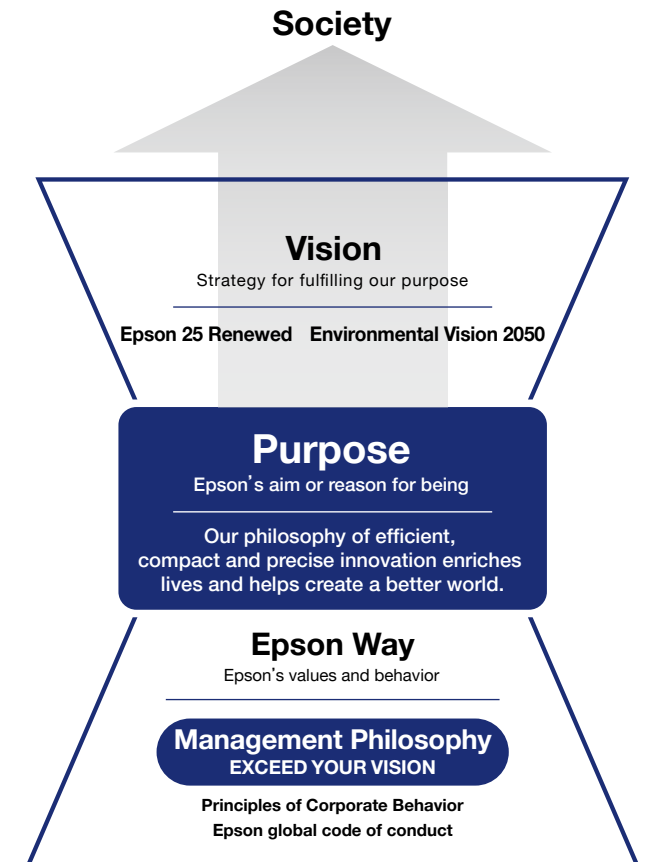 Society
Vision
Strategy for fulfilling our purpose
Epson 25 Renewed Environmental Vision 2050
Purpose
Epson's aim or reason for being
Our philosophy of efficient,
compact and precise innovation enriches
lives and helps create a better world.
Epson Way
Epson's values and behavior
Management Philosophy
EXCEED YOUR VISION
Principles of Corporate Behavior
Epson global code of conduct